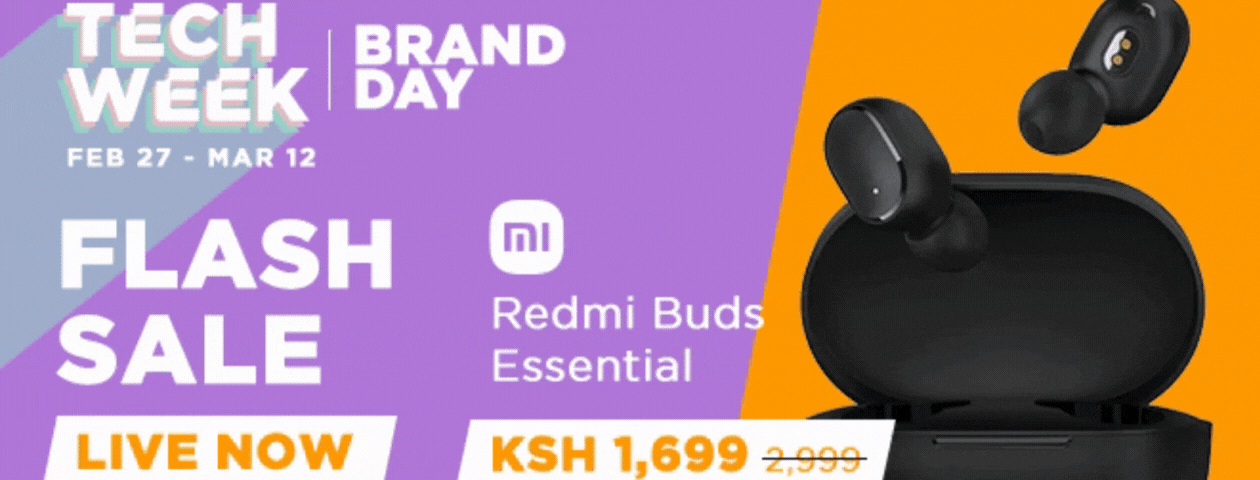 TECH
WEEK
BRAND
DAY
FEB 27 - MAR 12
FLASH
SALE
mi
Redmi Buds
Essential
LIVE NOW
KSH 1,699 2,999